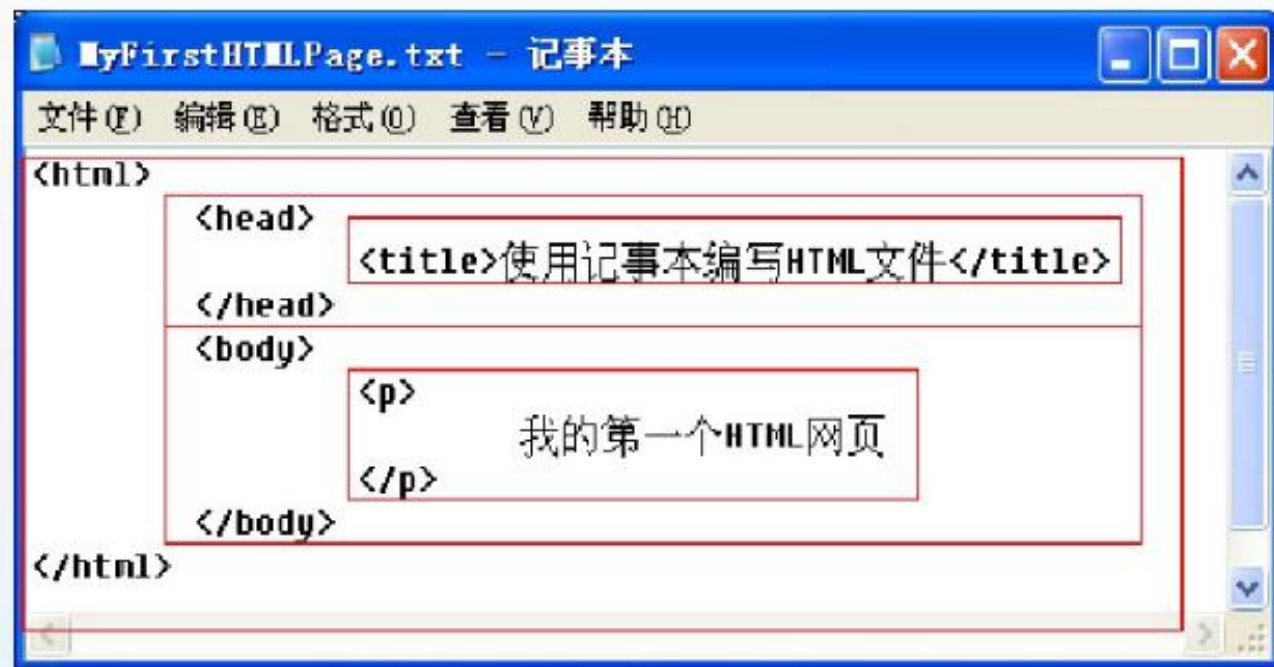 MyFirstHTMLPage.txt - 记事本
文件(F) 编辑(E) 格式(O) 查看(V) 帮助(H)
<html>
<head>
<title>使用记事本编写HTML文件</title>
</head>
<body>
<p>
我的第一个HTML网页
</p>
</body>
</html>